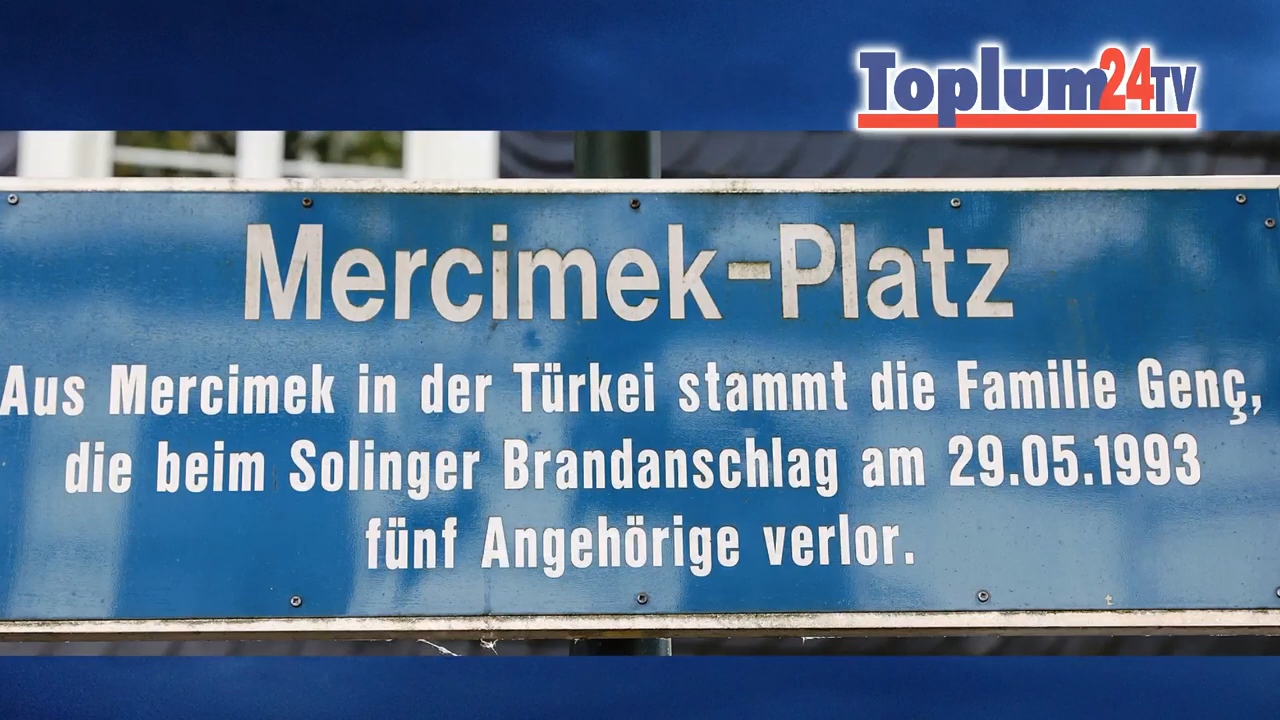 Toplum24TV
Mercimek-Platz
Aus Mercimek in der Türkei stammt die Familie Genç,
die beim Solinger Brandanschlag am 29.05.1993
fünf Angehörige verlor.